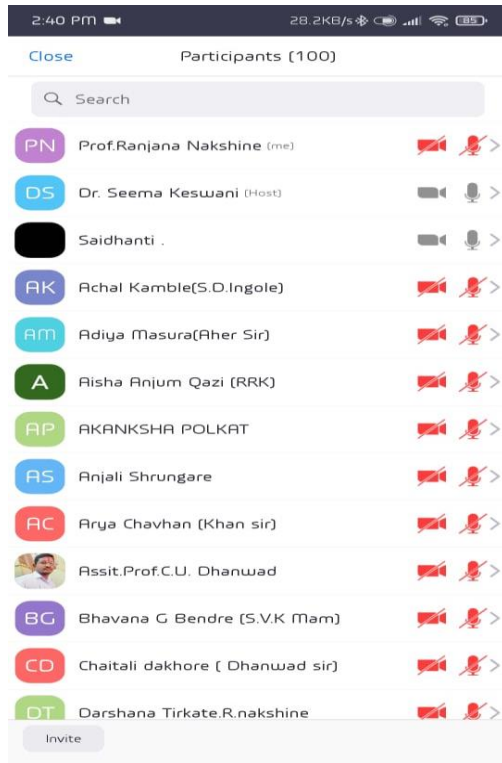 2:40 PM 28.2KB/s 85
Close Participants (100)
Search
PN Prof.Ranjana Nakshine (me)
DS Dr. Seema Keswani (Host)
Saidhanti .
AK Achal Kamble(S.D.Ingole)
AM Adiya Masura(Aher Sir)
A Aisha Anjum Qazi (RRK)
AP AKANKSHA POLKAT
AS Anjali Shrungare
AC Arya Chavhan (Khan sir)
Assit.Prof.C.U. Dhanwad
BG Bhavana G Bendre (S.V.K Mam)
CD Chaitali dakhore ( Dhanwad sir)
DT Darshana Tirkate.R.nakshine
Invite